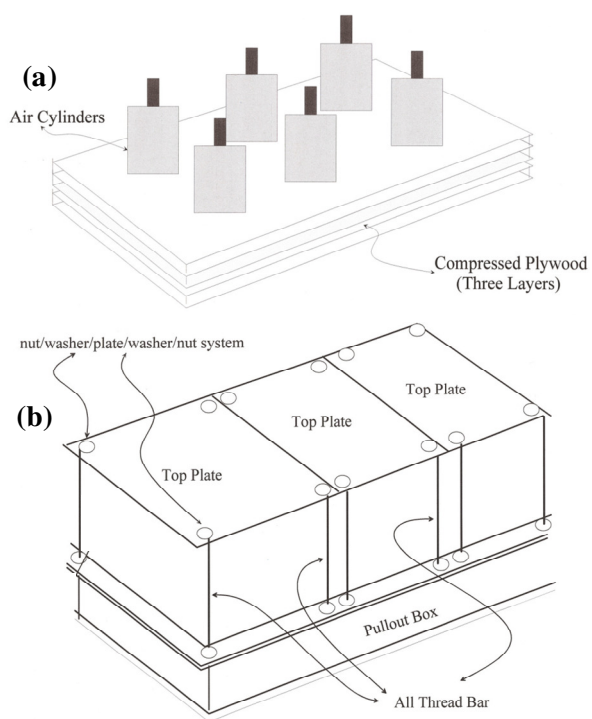 (a)
Air Cylinders
Compressed Plywood
(Three Layers)
nut/washer/plate/washer/nut system
(b)
Top Plate
Top Plate
Top Plate
Pullout Box
All Thread Bar